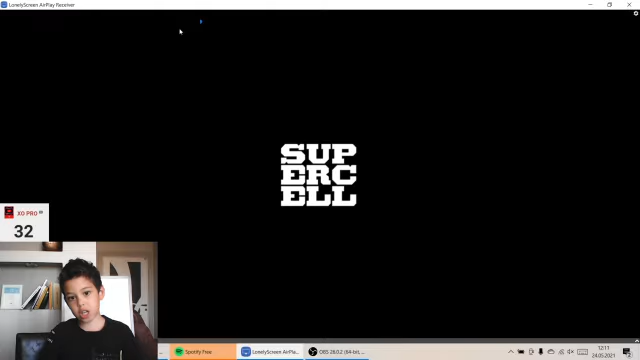 LonelyScreen AirPlay Receiver
SUP
ERC
ELL
XO PRO
32
Spotify Free
LonelyScreen AirPla...
OBS 26.0.2 (64-bit, ...
12:11
24.05.2021